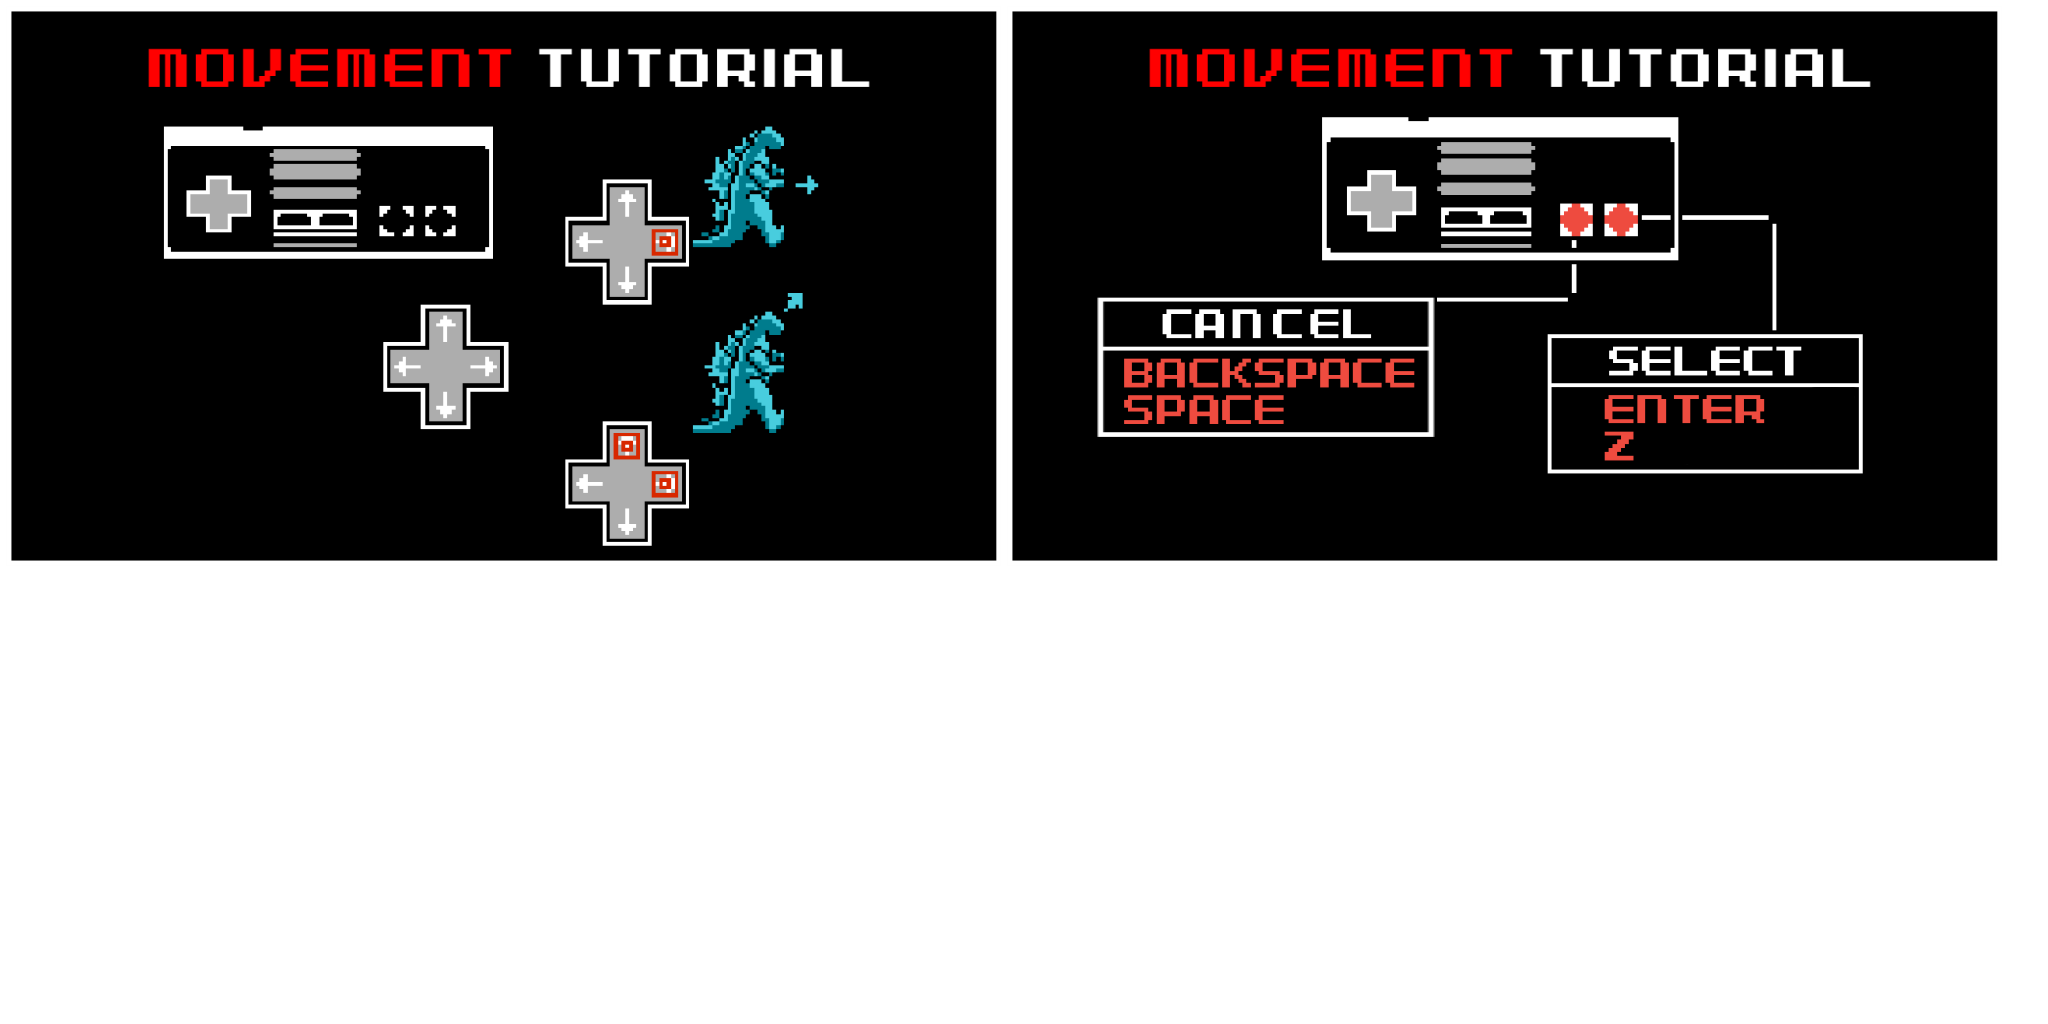 MOVEMENT TUTORIAL
MOVEMENT TUTORIAL
CANCEL
BACKSPACE
SPACE
SELECT
ENTER
Z